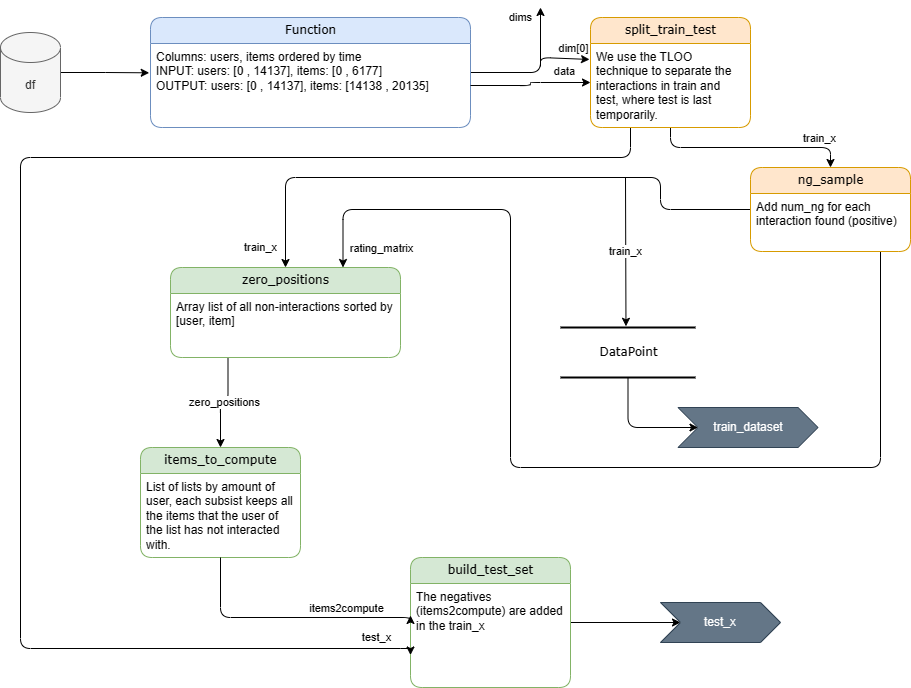 dims
Function
split_train_test
df
Columns: users, items ordered by time
INPUT: users: [0 , 14137], items: [0 , 6177]
OUTPUT: users: [0 , 14137], items: [14138 , 20135]
dim[0]
data
We use the TLOO
technique to separate the
interactions in train and
test, where test is last
temporarily.
train_x
ng_sample
Add num_ng for each
interaction found (positive)
train_x
rating_matrix
train_x
zero_positions
Array list of all non-interactions sorted by
[user, item]
DataPoint
zero_positions
train_dataset
items_to_compute
List of lists by amount of
user, each subsist keeps all
the items that the user of
the list has not interacted
with.
build_test_set
The negatives
(items2compute) are added
in the train_x
items2compute
test_x
test_x